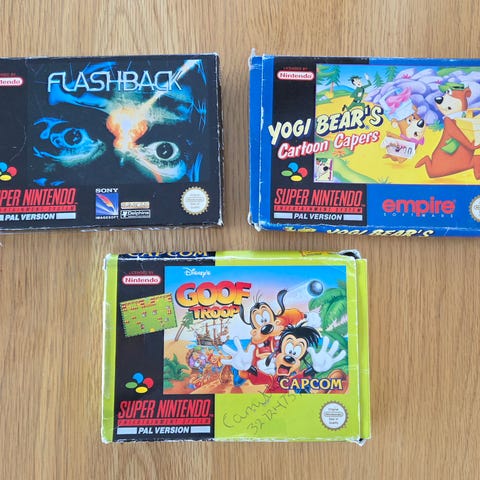 LICENSED BY
Nintendo
FLASHBACK
SUPER NINTENDO
ENTERTAINMENT SYSTEM
PAL VERSION
SONY
IMAGESOFT
Delphine
LICENSED BY
Nintendo
YOGI BEAR'S
Cartoon Capers
SUPER NINTENDO
ENTERTAINMENT SYSTEM
PAL VERSION
empire
SOFTWARE
YOGI BEAR'S
CAPCOM
LICENSED BY
Nintendo
Disney's
GOOF
TROOP
CAPCOM
SUPER NINTENDO
ENTERTAINMENT SYSTEM
PAL VERSION